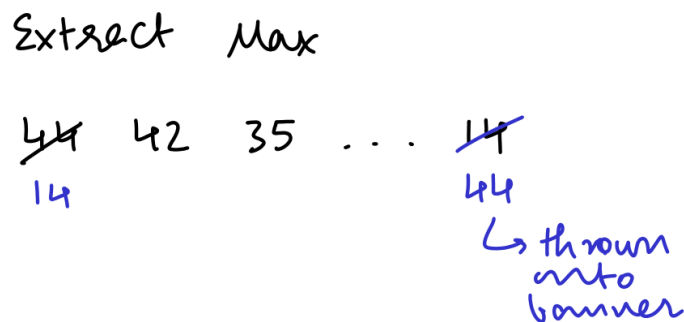 Extract Max
44 42 35 ... 14
14 44
↳ thrown
onto
banner